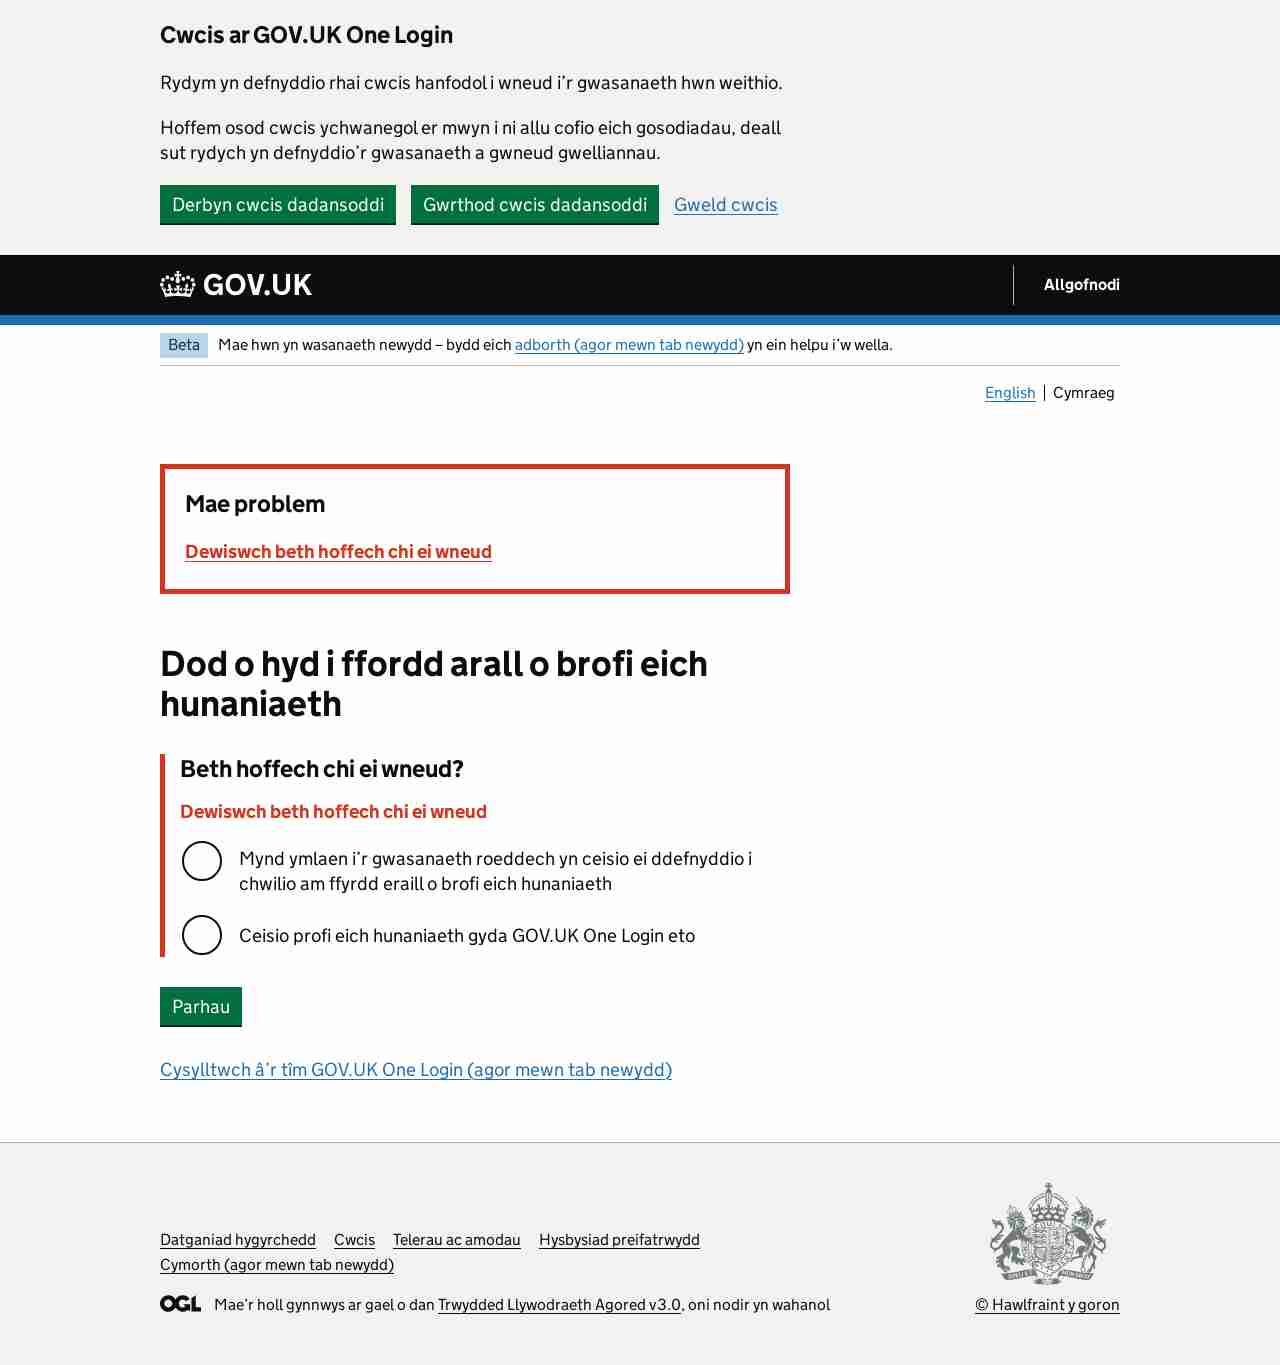 Cwcis ar GOV.UK One Login
Rydym yn defnyddio rhai cwcis hanfodol i wneud i’r gwasanaeth hwn weithio.
Hoffem osod cwcis ychwanegol er mwyn i ni allu cofio eich gosodiadau, deall
sut rydych yn defnyddio’r gwasanaeth a gwneud gwelliannau.
Derbyn cwcis dadansoddi Gwrthod cwcis dadansoddi Gweld cwcis
GOV.UK Allgofnodi
Beta Mae hwn yn wasanaeth newydd – bydd eich adborth (agor mewn tab newydd) yn ein helpu i’w wella.
English Cymraeg
Mae problem
Dewiswch beth hoffech chi ei wneud
Dod o hyd i ffordd arall o brofi eich
hunaniaeth
Beth hoffech chi ei wneud?
Dewiswch beth hoffech chi ei wneud
Mynd ymlaen i’r gwasanaeth roeddech yn ceisio ei ddefnyddio i
chwilio am ffyrdd eraill o brofi eich hunaniaeth
Ceisio profi eich hunaniaeth gyda GOV.UK One Login eto
Parhau
Cysylltwch â’r tîm GOV.UK One Login (agor mewn tab newydd)
Datganiad hygyrchedd Cwcis Telerau ac amodau Hysbysiad preifatrwydd
Cymorth (agor mewn tab newydd)
OGL Mae’r holl gynnwys ar gael o dan Trwydded Llywodraeth Agored v3.0, oni nodir yn wahanol
© Hawlfraint y goron